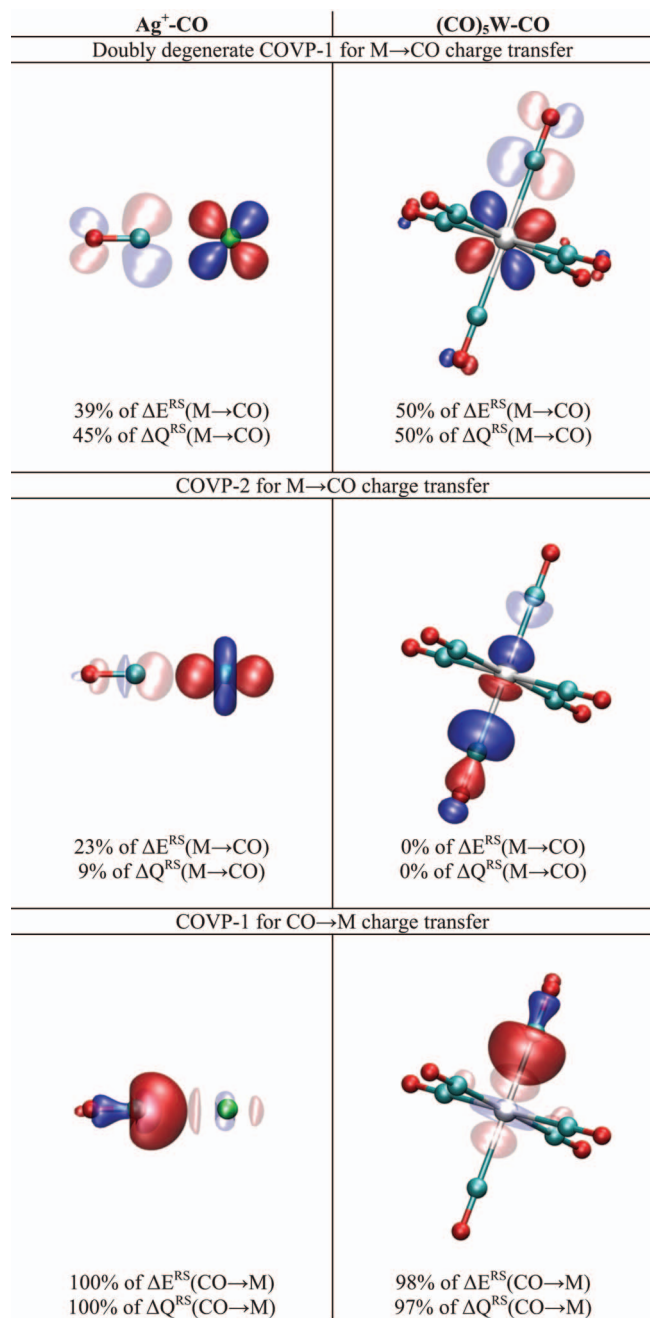 Ag⁺-CO (CO)₅W-CO
Doubly degenerate COVP-1 for M→CO charge transfer
39% of ΔEᴿˢ(M→CO) 50% of ΔEᴿˢ(M→CO)
45% of ΔQᴿˢ(M→CO) 50% of ΔQᴿˢ(M→CO)
COVP-2 for M→CO charge transfer
23% of ΔEᴿˢ(M→CO) 0% of ΔEᴿˢ(M→CO)
9% of ΔQᴿˢ(M→CO) 0% of ΔQᴿˢ(M→CO)
COVP-1 for CO→M charge transfer
100% of ΔEᴿˢ(CO→M) 98% of ΔEᴿˢ(CO→M)
100% of ΔQᴿˢ(CO→M) 97% of ΔQᴿˢ(CO→M)